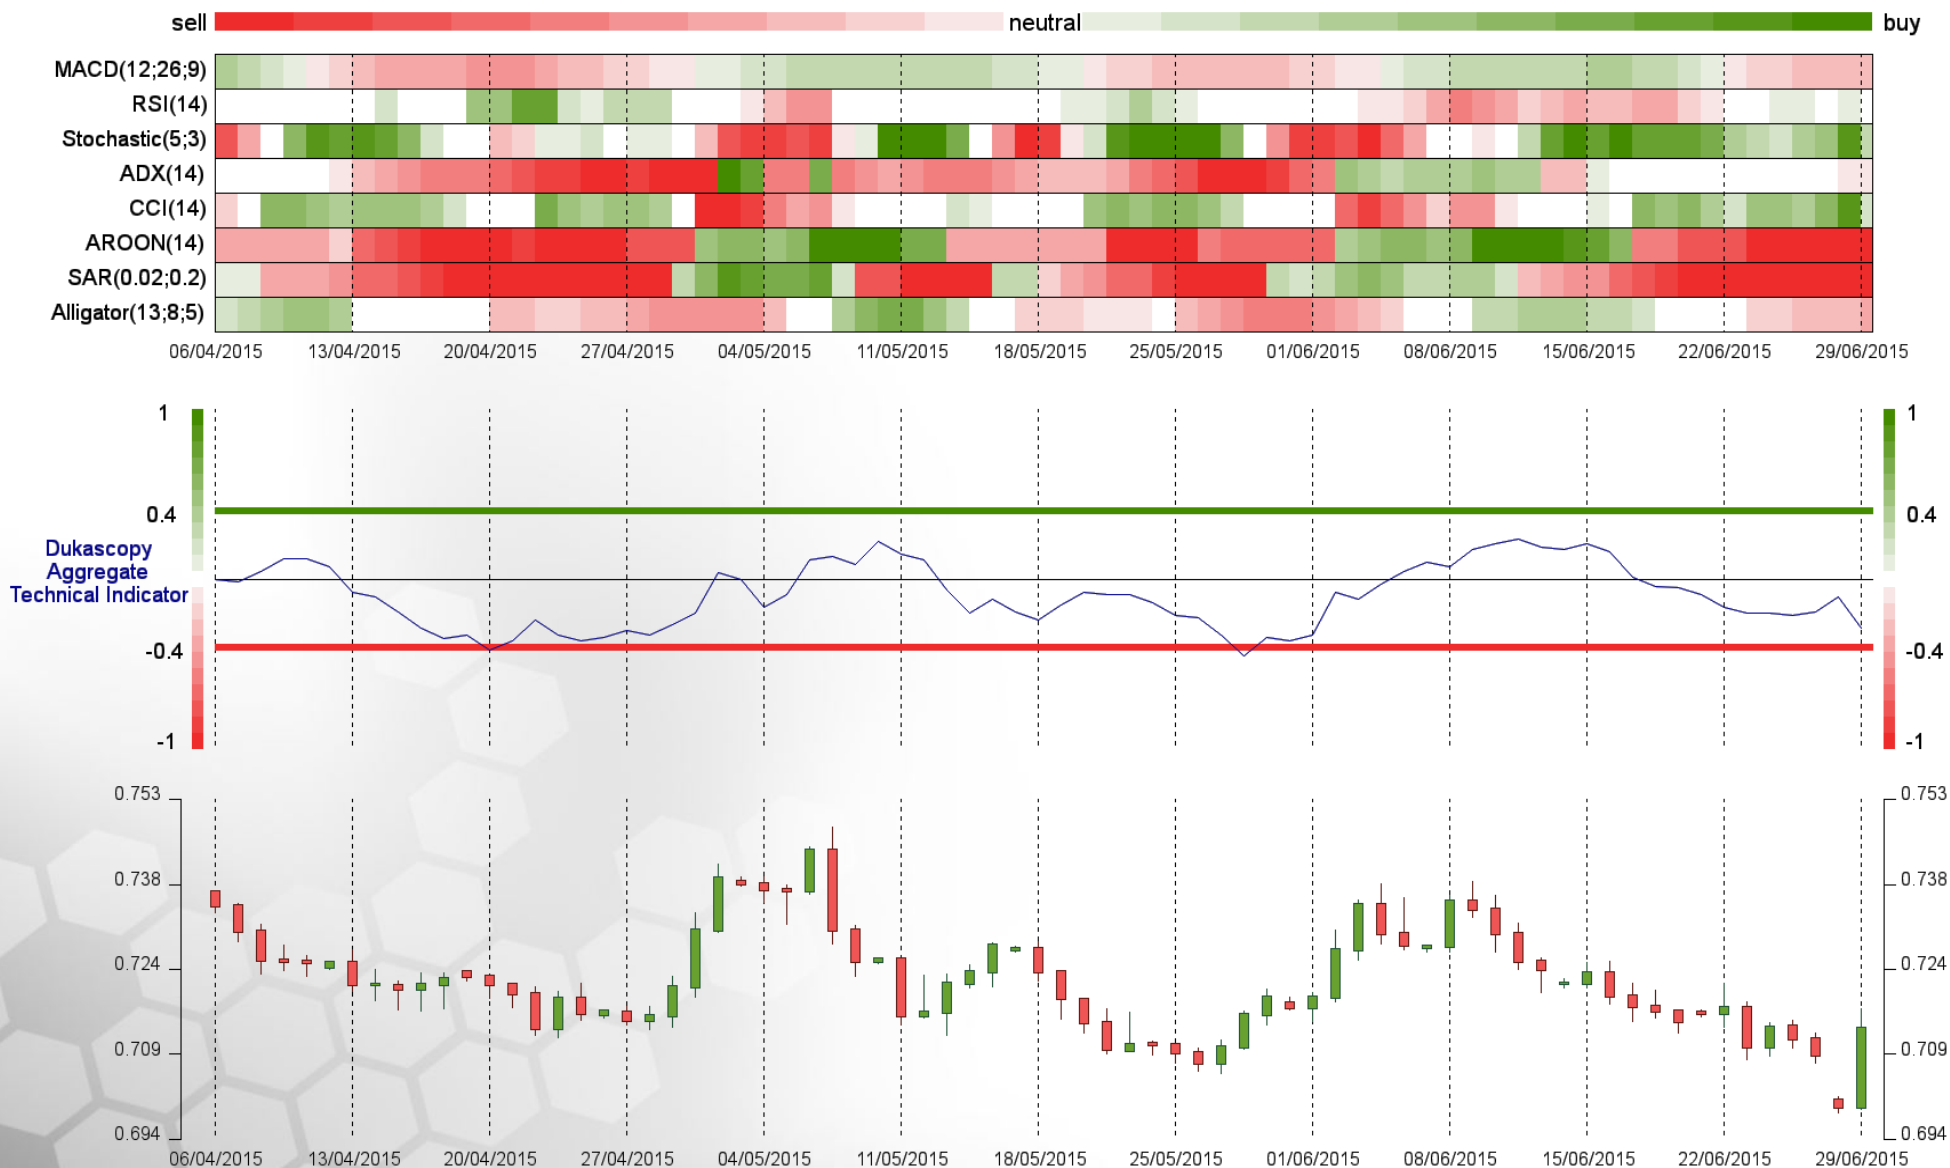 sell neutral buy
MACD(12;26;9)
RSI(14)
Stochastic(5;3)
ADX(14)
CCI(14)
AROON(14)
SAR(0.02;0.2)
Alligator(13;8;5)
06/04/2015 13/04/2015 20/04/2015 27/04/2015 04/05/2015 11/05/2015 18/05/2015 25/05/2015 01/06/2015 08/06/2015 15/06/2015 22/06/2015 29/06/2015
1 1
0.4 0.4
Dukascopy
Aggregate
Technical Indicator
-0.4 -0.4
-1 -1
0.753 0.753
0.738 0.738
0.724 0.724
0.709 0.709
0.694 0.694
06/04/2015 13/04/2015 20/04/2015 27/04/2015 04/05/2015 11/05/2015 18/05/2015 25/05/2015 01/06/2015 08/06/2015 15/06/2015 22/06/2015 29/06/2015